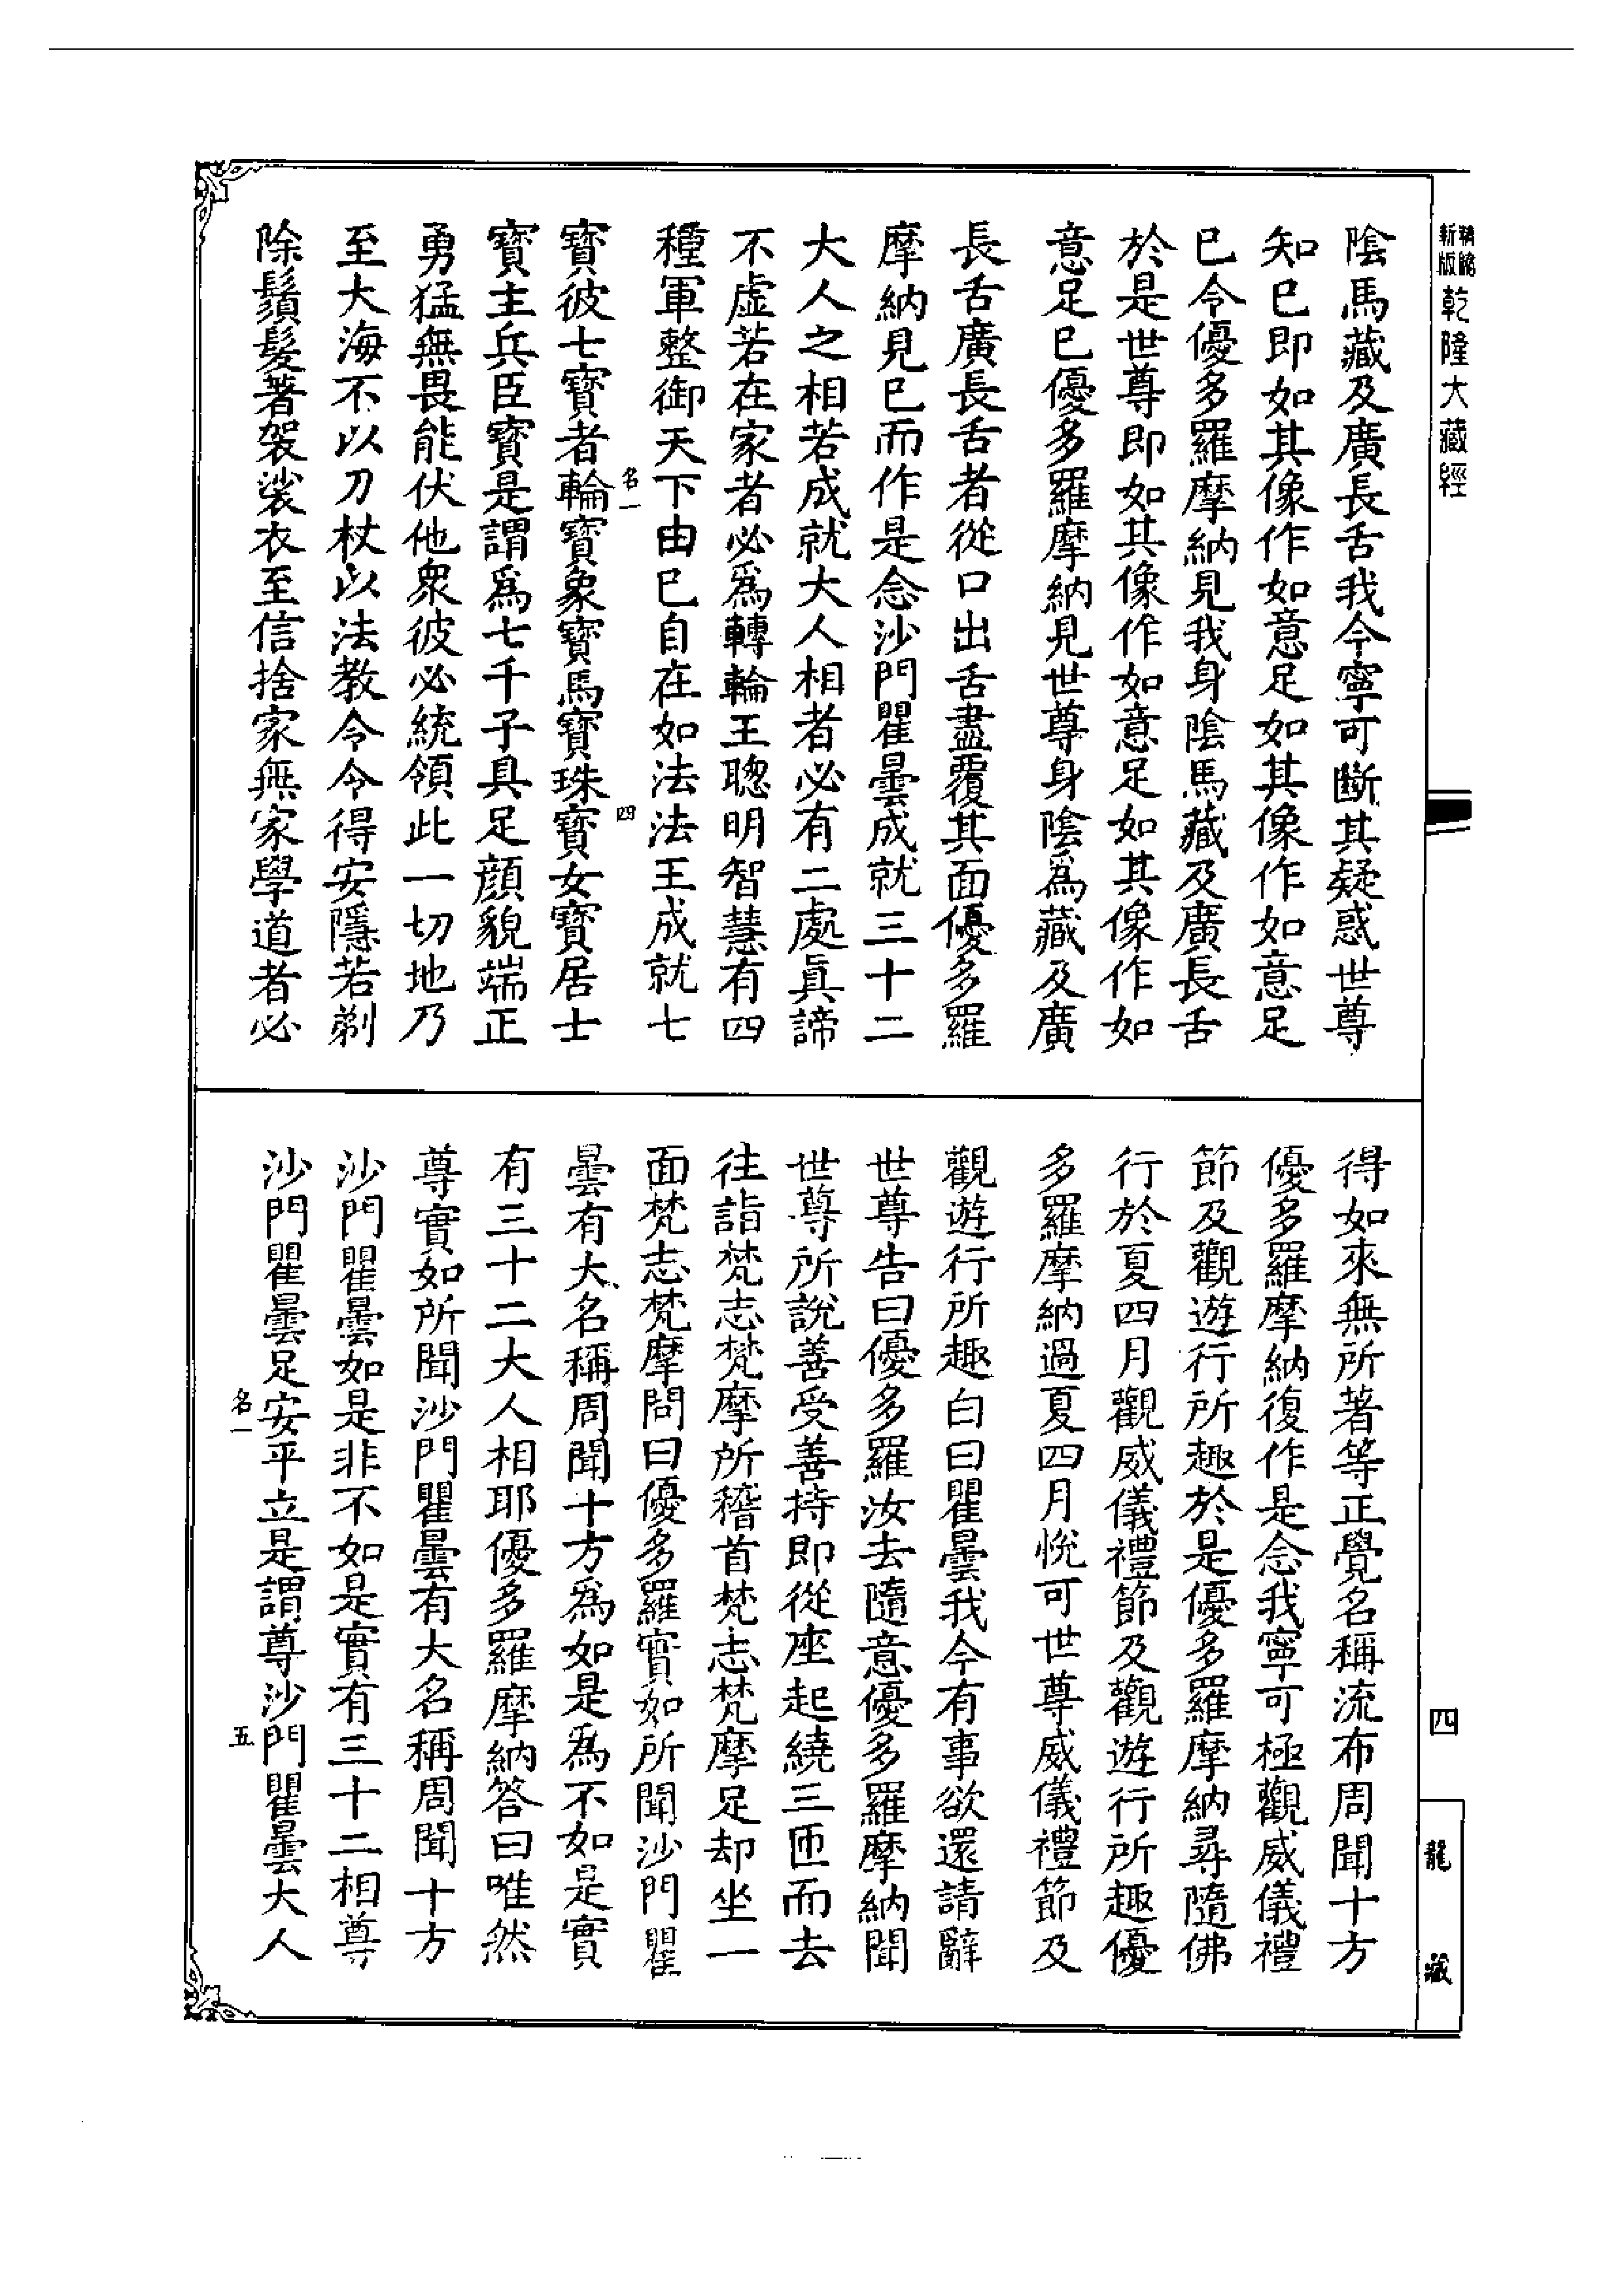 精縮
新版
乾隆大藏經
陰馬藏及廣長舌我今寧可斷其疑惑世尊
知已即如其像作如意足如其像作如意足
已令優多羅摩納見我身陰馬藏及廣長舌
於是世尊即如其像作如意足如其像作如
意足已優多羅摩納見世尊身陰爲藏及廣
長舌廣長舌者從口出舌盡覆其面優多羅
摩納見已而作是念沙門瞿曇成就三十二
大人之相若成就大人相者必有二處眞諦
不虛若在家者必爲轉輪王聰明智慧有四
種軍整御天下由已自在如法法王成就七
名一
四
寶彼七寶者輪寶象寶馬寶珠寶女寶居士
寶主兵臣寶是謂爲七千子具足顏貌端正
勇猛無畏能伏他衆彼必統領此一切地乃
至大海不以刀杖以法教令令得安隱若剃
除鬚髮著袈裟衣至信捨家無家學道者必
得如來無所著等正覺名稱流布周聞十方
優多羅摩納復作是念我寧可極觀威儀禮
節及觀遊行所趣於是優多羅摩納尋隨佛
行於夏四月觀威儀禮節及觀遊行所趣優
多羅摩納過夏四月悅可世尊威儀禮節及
觀遊行所趣白曰瞿曇我今有事欲還請辭
世尊告曰優多羅汝去隨意優多羅摩納聞
世尊所說善受善持即從座起繞三匝而去
往詣梵志梵摩所稽首梵志梵摩足却坐一
面梵志梵摩問曰優多羅實如所聞沙門瞿
曇有大名稱周聞十方爲如是爲不如是實
有三十二大人相耶優多羅摩納答曰唯然
尊實如所聞沙門瞿曇有大名稱周聞十方
沙門瞿曇如是非不如是實有三十二相尊
沙門瞿曇足安平立是謂尊沙門瞿曇大人
名一
五
四
龍藏